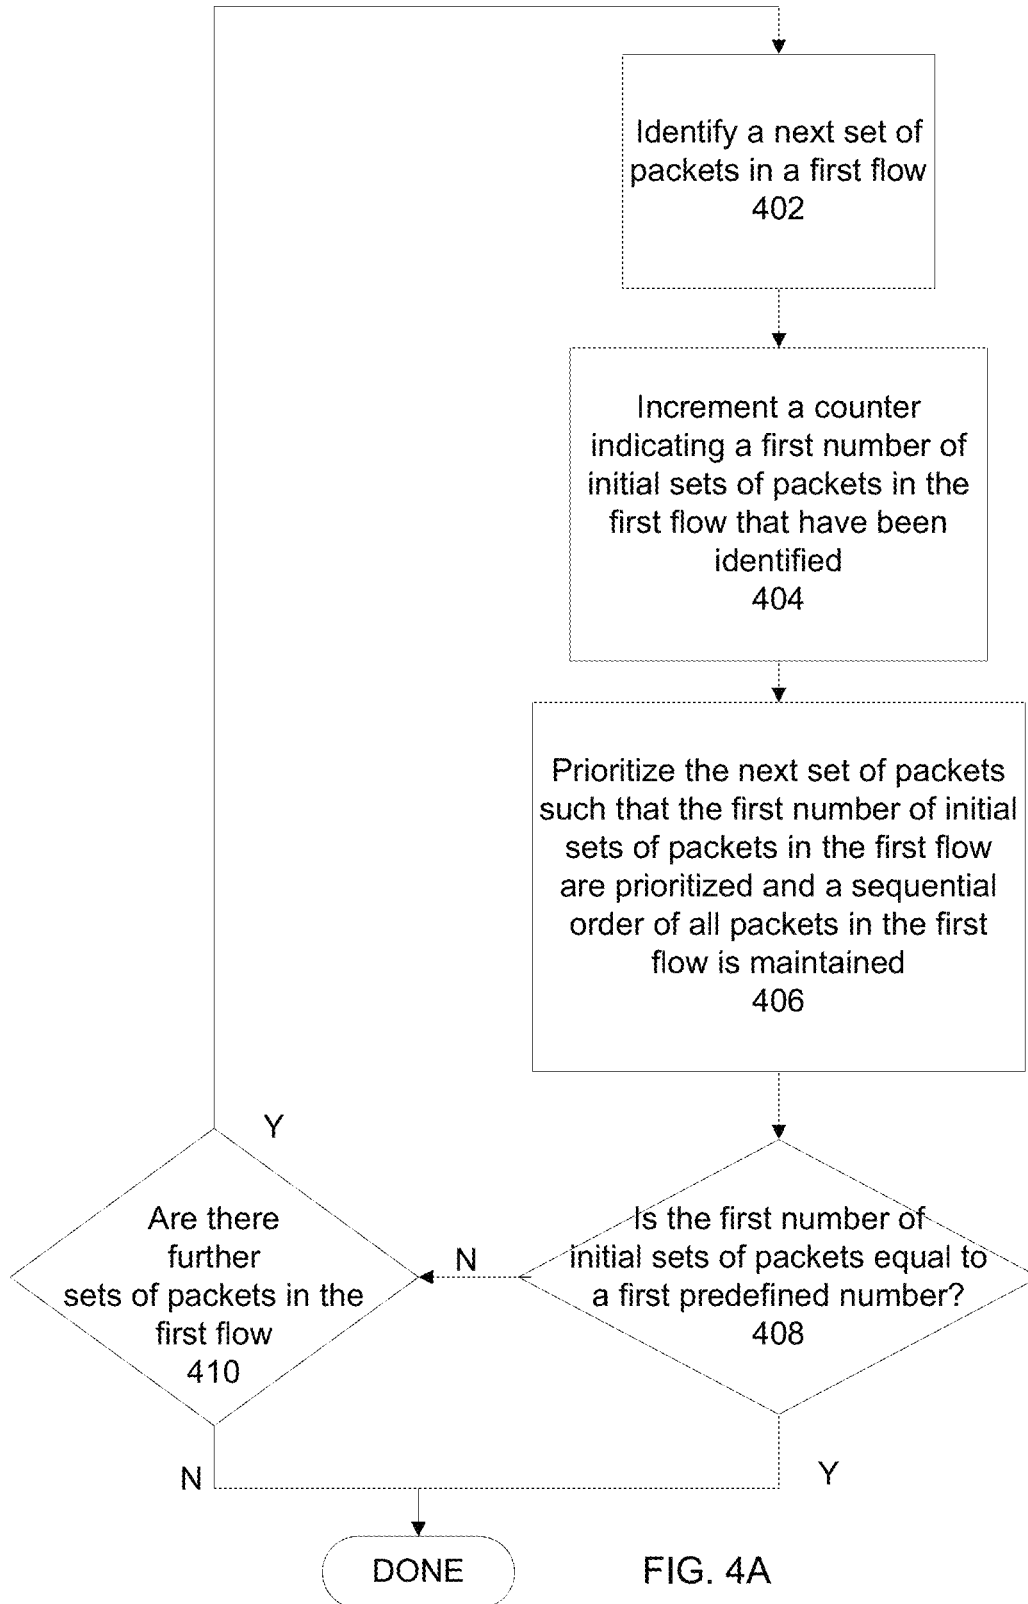 Identify a next set of
packets in a first flow
402
Increment a counter
indicating a first number of
initial sets of packets in the
first flow that have been
identified
404
Prioritize the next set of packets
such that the first number of initial
sets of packets in the first flow
are prioritized and a sequential
order of all packets in the first
flow is maintained
406
Is the first number of
initial sets of packets equal to
a first predefined number?
408
N
Y
Are there
further
sets of packets in the
first flow
410
Y
N
DONE
FIG. 4A